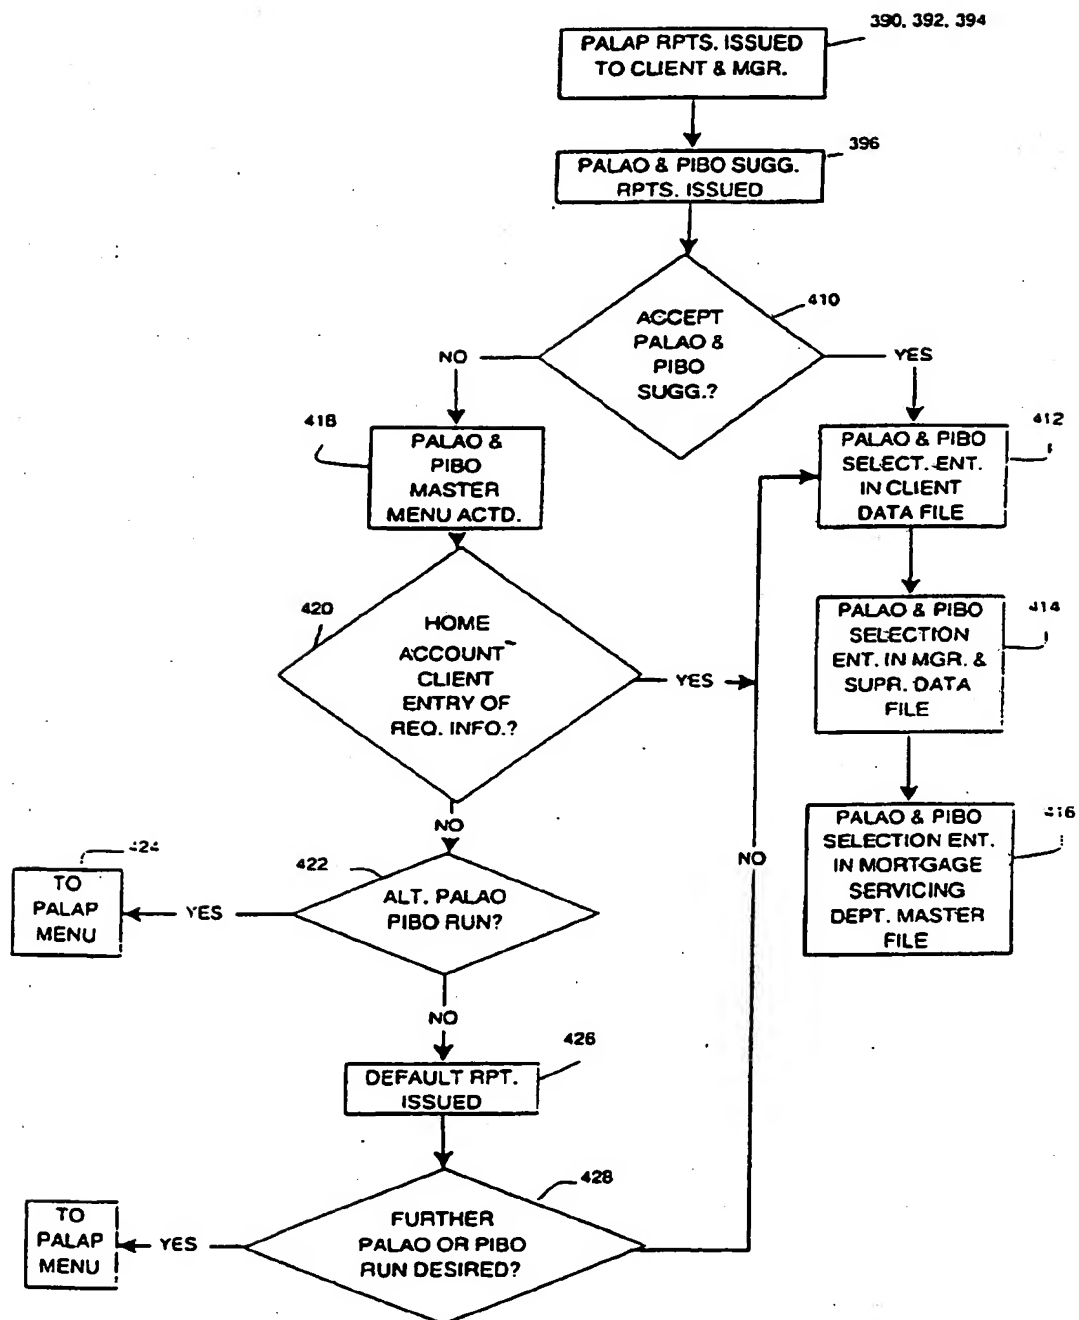 390, 392, 394
PALAP RPTS. ISSUED
TO CLIENT & MGR.
396
PALAO & PIBO SUGG.
RPTS. ISSUED
410
ACCEPT
PALAO &
PIBO
SUGG.?
NO
YES
418
PALAO &
PIBO
MASTER
MENU ACTD.
412
PALAO & PIBO
SELECT. ENT.
IN CLIENT
DATA FILE
420
HOME
ACCOUNT-
CLIENT
ENTRY OF
REQ. INFO.?
YES
414
PALAO & PIBO
SELECTION
ENT. IN MGR. &
SUPR. DATA
FILE
NO
416
PALAO & PIBO
SELECTION ENT.
IN MORTGAGE
SERVICING
DEPT. MASTER
FILE
424
TO
PALAP
MENU
YES
422
ALT. PALAO
PIBO RUN?
NO
NO
426
DEFAULT RPT.
ISSUED
428
FURTHER
PALAO OR PIBO
RUN DESIRED?
YES
TO
PALAP
MENU